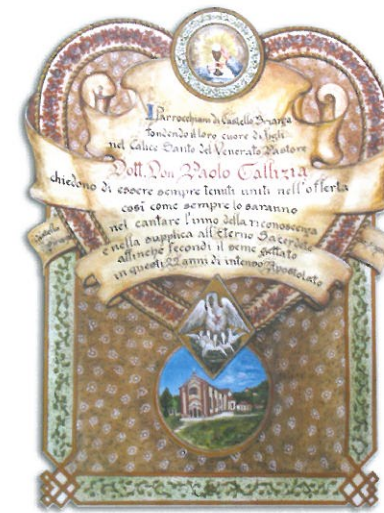 I Parrocchiani di Castello Brianza
fondendo il loro cuore di figli
nel Calice Santo del Venerato Pastore
Dott. Don Paolo Tallizia
chiedono di essere sempre tenuti uniti nell'offerta
così come sempre lo saranno
nel cantare l'inno della riconoscenza
e nella supplica all'Eterno Sacerdote
affinché fecondi il seme gettato
in questi 22 anni di intenso Apostolato